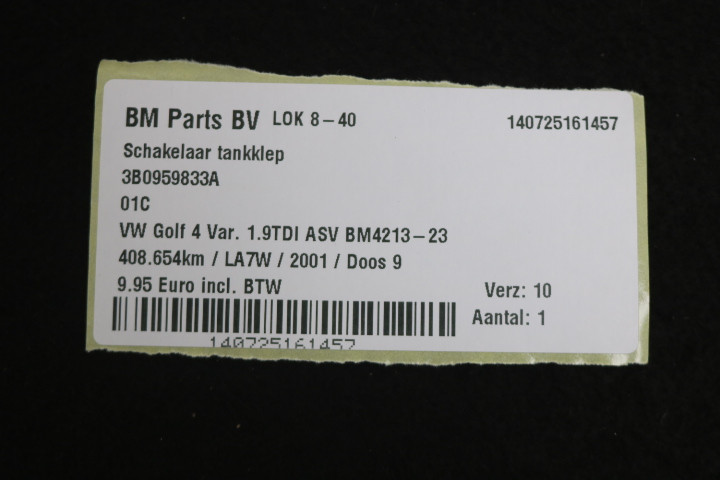 BM Parts BV LOK 8-40 140725161457
Schakelaar tankklep
3B0959833A
01C
VW Golf 4 Var. 1.9TDI ASV BM4213-23
408.654km / LA7W / 2001 / Doos 9
9.95 Euro incl. BTW Verz: 10
Aantal: 1
140725161457